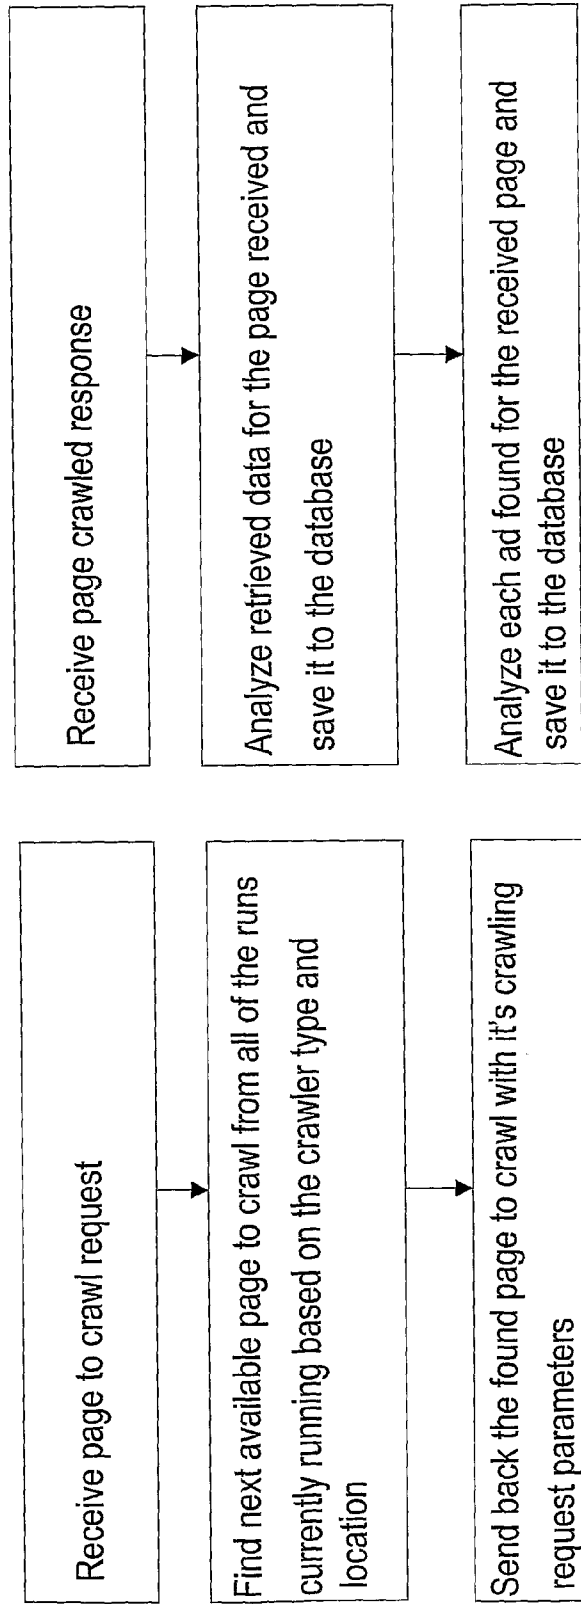 Receive page to crawl request
Find next available page to crawl from all of the runs
currently running based on the crawler type and
location
Send back the found page to crawl with it's crawling
request parameters
Receive page crawled response
Analyze retrieved data for the page received and
save it to the database
Analyze each ad found for the received page and
save it to the database